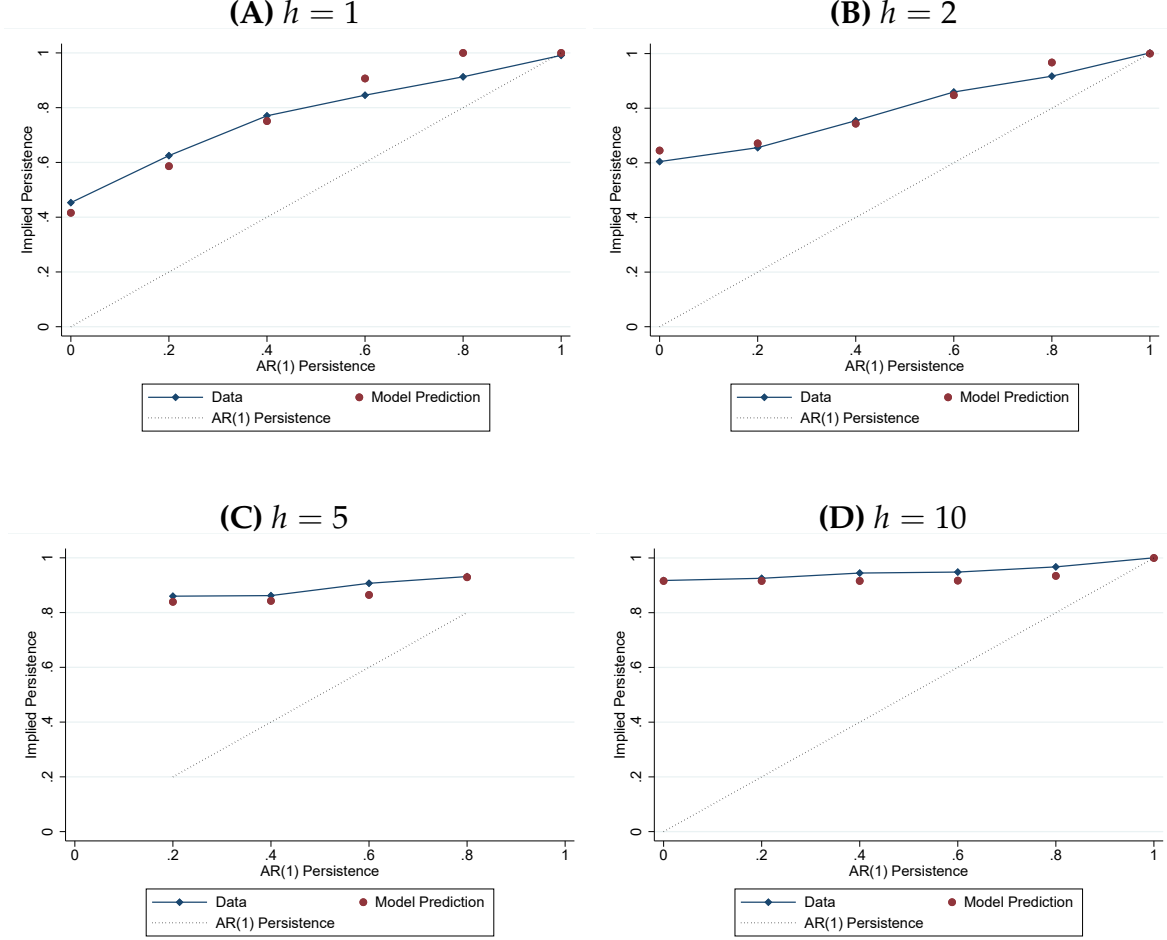 (A) h = 1
Implied Persistence
0 .2 .4 .6 .8 1
0 .2 .4 .6 .8 1
AR(1) Persistence
Data Model Prediction
AR(1) Persistence
(B) h = 2
Implied Persistence
0 .2 .4 .6 .8 1
0 .2 .4 .6 .8 1
AR(1) Persistence
Data Model Prediction
AR(1) Persistence
(C) h = 5
Implied Persistence
0 .2 .4 .6 .8 1
0 .2 .4 .6 .8 1
AR(1) Persistence
Data Model Prediction
AR(1) Persistence
(D) h = 10
Implied Persistence
0 .2 .4 .6 .8 1
0 .2 .4 .6 .8 1
AR(1) Persistence
Data Model Prediction
AR(1) Persistence